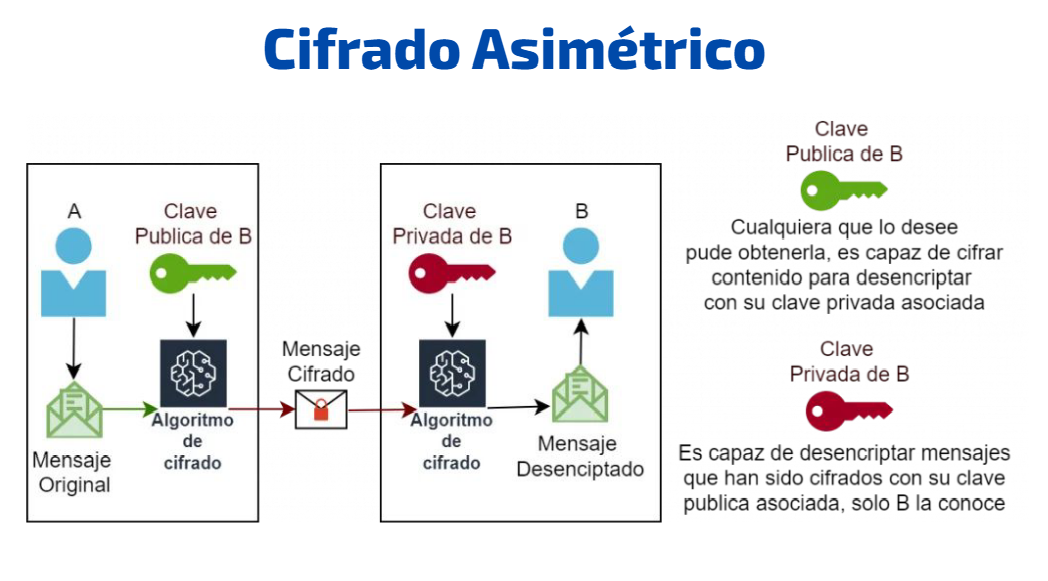 Cifrado Asimétrico
A
Clave
Publica de B
Algoritmo
de
cifrado
Mensaje
Original
Mensaje
Cifrado
Clave
Privada de B
Algoritmo
de
cifrado
B
Mensaje
Desenciptado
Clave
Publica de B
Cualquiera que lo desee
pude obtenerla, es capaz de cifrar
contenido para desencriptar
con su clave privada asociada
Clave
Privada de B
Es capaz de desencriptar mensajes
que han sido cifrados con su clave
publica asociada, solo B la conoce